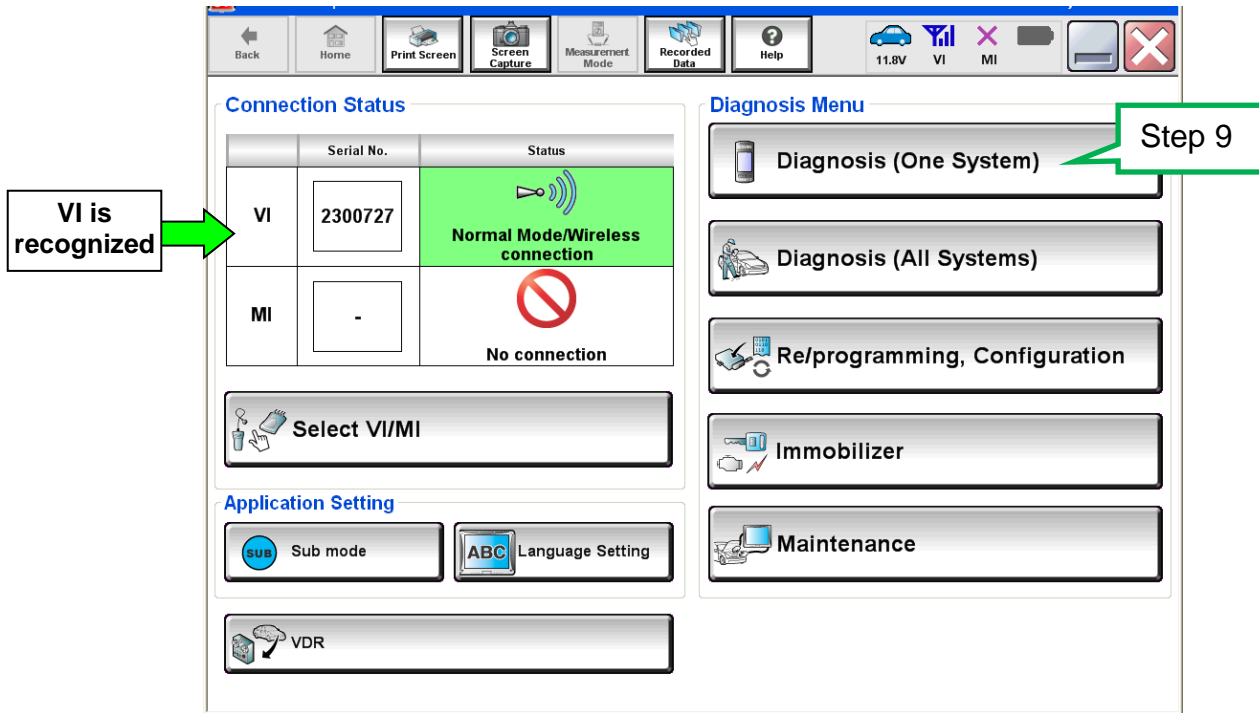 Back
Home
Print Screen
Screen
Capture
Measurement
Mode
Recorded
Data
?
Help
11.8V
VI
MI
Connection Status
Serial No.
Status
VI
2300727
Normal Mode/Wireless
connection
MI
-
No connection
VI is
recognized
Select VI/MI
Application Setting
SUB
Sub mode
ABC
Language Setting
VDR
Diagnosis Menu
Diagnosis (One System)
Step 9
Diagnosis (All Systems)
Re/programming, Configuration
Immobilizer
Maintenance